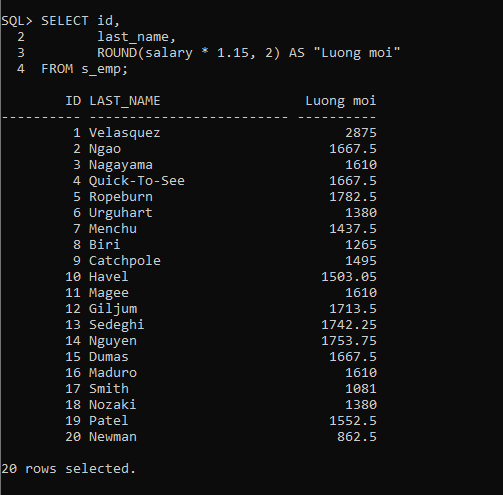 SQL> SELECT id,
  2         last_name,
  3         ROUND(salary * 1.15, 2) AS "Luong moi"
  4  FROM s_emp;

        ID LAST_NAME                  Luong moi
---------- ------------------------- ----------
         1 Velasquez                       2875
         2 Ngao                          1667.5
         3 Nagayama                        1610
         4 Quick-To-See                  1667.5
         5 Ropeburn                      1782.5
         6 Urguhart                        1380
         7 Menchu                        1437.5
         8 Biri                            1265
         9 Catchpole                       1495
        10 Havel                        1503.05
        11 Magee                           1610
        12 Giljum                        1713.5
        13 Sedeghi                      1742.25
        14 Nguyen                       1753.75
        15 Dumas                         1667.5
        16 Maduro                          1610
        17 Smith                           1081
        18 Nozaki                          1380
        19 Patel                         1552.5
        20 Newman                         862.5

20 rows selected.